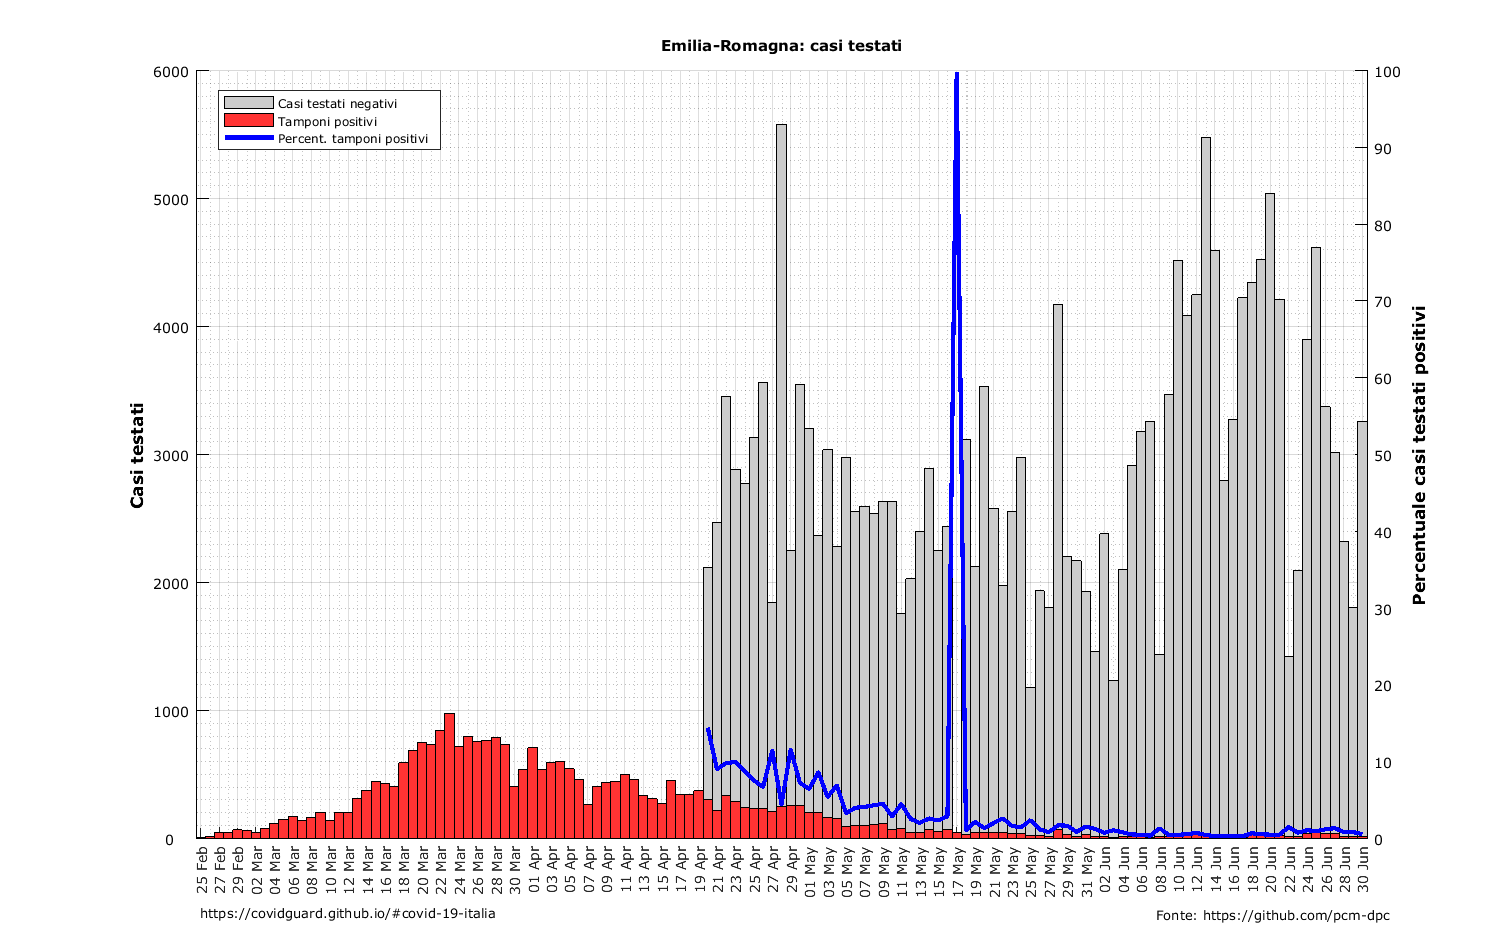 Emilia-Romagna: casi testati
Casi testati negativi
Tamponi positivi
Percent. tamponi positivi
Casi testati
6000
5000
4000
3000
2000
1000
0
100
90
80
70
60
50
40
30
20
10
0
Percentuale casi testati positivi
25 Feb
27 Feb
29 Feb
02 Mar
04 Mar
06 Mar
08 Mar
10 Mar
12 Mar
14 Mar
16 Mar
18 Mar
20 Mar
22 Mar
24 Mar
26 Mar
28 Mar
30 Mar
01 Apr
03 Apr
05 Apr
07 Apr
09 Apr
11 Apr
13 Apr
15 Apr
17 Apr
19 Apr
21 Apr
23 Apr
25 Apr
27 Apr
29 Apr
01 May
03 May
05 May
07 May
09 May
11 May
13 May
15 May
17 May
19 May
21 May
23 May
25 May
27 May
29 May
31 May
02 Jun
04 Jun
06 Jun
08 Jun
10 Jun
12 Jun
14 Jun
16 Jun
18 Jun
20 Jun
22 Jun
24 Jun
26 Jun
28 Jun
30 Jun
https://covidguard.github.io/#covid-19-italia
Fonte: https://github.com/pcm-dpc